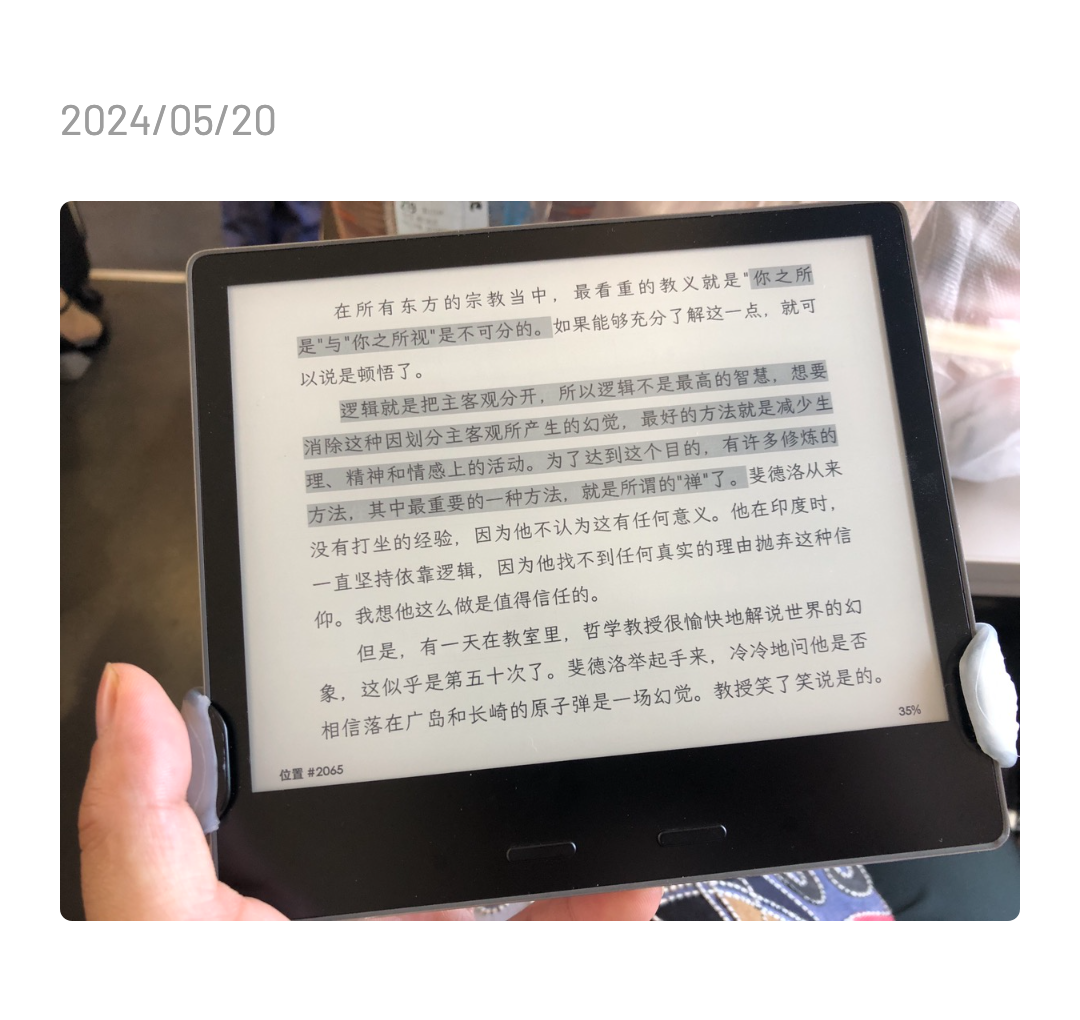 2024/05/20
在所有东方的宗教当中，最看重的教义就是"你之所
是"与"你之所视"是不可分的。如果能够充分了解这一点，就可
以说是顿悟了。
逻辑就是把主客观分开，所以逻辑不是最高的智慧，想要
消除这种因划分主客观所产生的幻觉，最好的方法就是减少生
理、精神和情感上的活动。为了达到这个目的，有许多修炼的
方法，其中最重要的一种方法，就是所谓的"禅"了。斐德洛从来
没有打坐的经验，因为他不认为这有任何意义。他在印度时，
一直坚持依靠逻辑，因为他找不到任何真实的理由抛弃这种信
仰。我想他这么做是值得信任的。
但是，有一天在教室里，哲学教授很愉快地解说世界的幻
象，这似乎是第五十次了。斐德洛举起手来，冷冷地问他是否
相信落在广岛和长崎的原子弹是一场幻觉。教授笑了笑说是的。
位置 #2065
35%